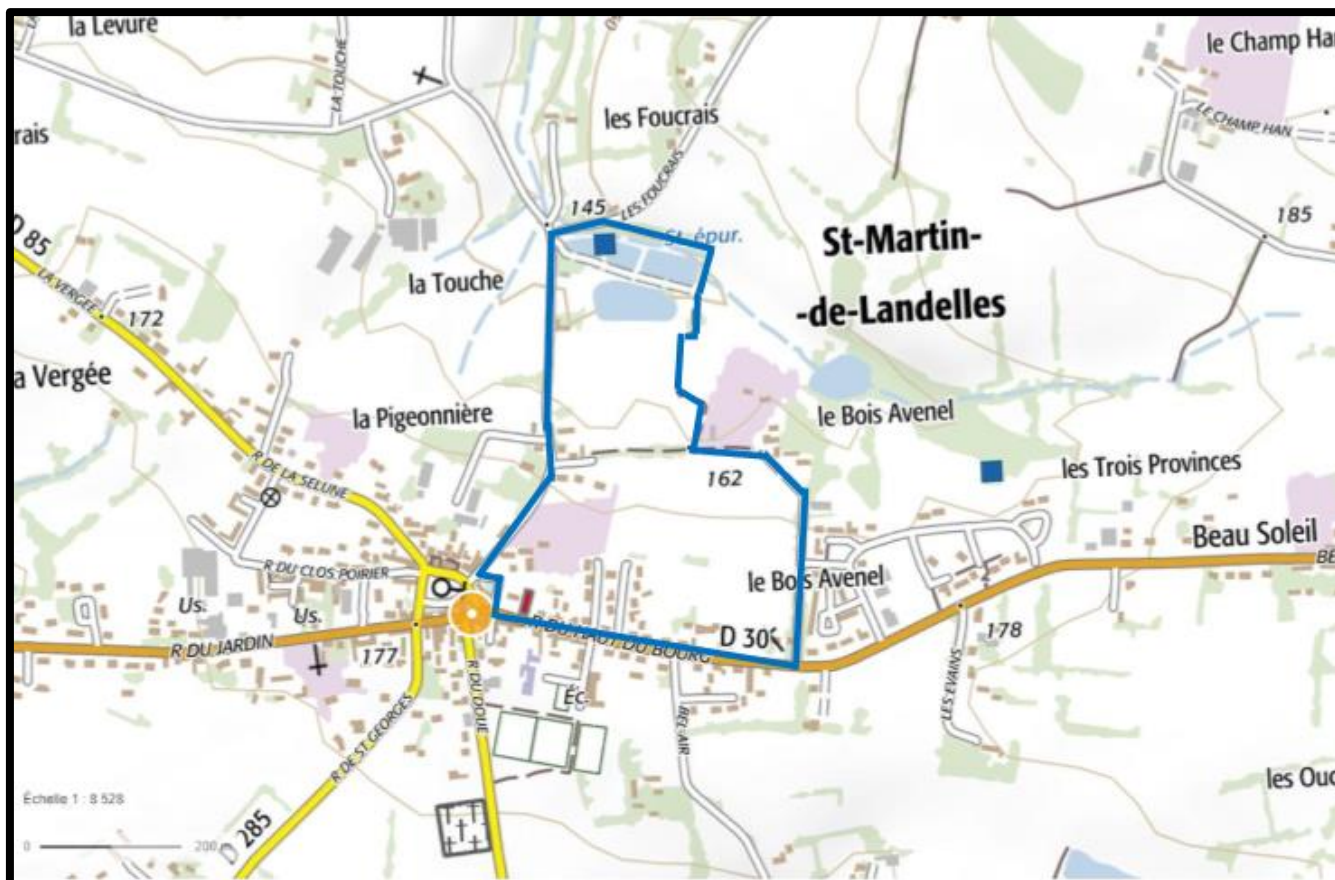 la Levure
le Champ Han
LA TOUCHE
les Foucrais
LE CHAMP HAN
rais
LES FOUCRAIS
145
185
D 85
St. épur.
St-Martin-
la Touche
LA VERGÉE
-de-Landelles
172
a Vergée
la Pigeonnière
le Bois Avenel
les Trois Provinces
162
R DE LA SELUNE
Beau Soleil
R DU CLOS POIRIER
le Bois Avenel
Us.
Us.
R DU HAUT DU BOURG
D 30
178
R DU JARDIN
177
R DU DOUE
Éc.
LES EVAINS
BEL AIR
R DE ST GEORGES
les Ouc
Échelle 1 : 8 528
D 285
0
200 m